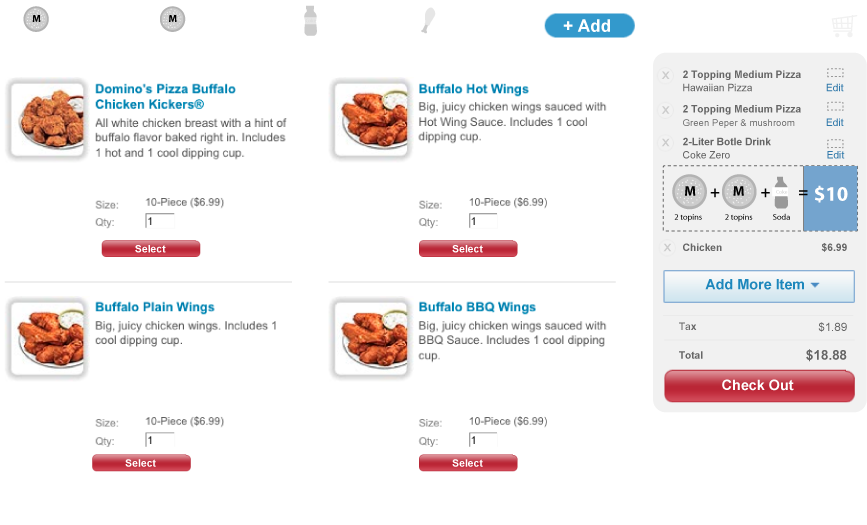 M
M
+ Add
Domino's Pizza Buffalo
Chicken Kickers®
All white chicken breast with a hint of
buffalo flavor baked right in. Includes
1 hot and 1 cool dipping cup.
Size: 10-Piece ($6.99)
Qty: 1
Select
Buffalo Hot Wings
Big, juicy chicken wings sauced with
Hot Wing Sauce. Includes 1 cool
dipping cup.
Size: 10-Piece ($6.99)
Qty: 1
Select
Buffalo Plain Wings
Big, juicy chicken wings. Includes 1
cool dipping cup.
Size: 10-Piece ($6.99)
Qty: 1
Select
Buffalo BBQ Wings
Big, juicy chicken wings sauced with
BBQ Sauce. Includes 1 cool dipping
cup.
Size: 10-Piece ($6.99)
Qty: 1
Select
X 2 Topping Medium Pizza
Hawaiian Pizza Edit
X 2 Topping Medium Pizza
Green Peper & mushroom Edit
X 2-Liter Botle Drink
Coke Zero Edit
M + M + = $10
2 topins 2 topins Soda
X Chicken $6.99
Add More Item
Tax $1.89
Total $18.88
Check Out